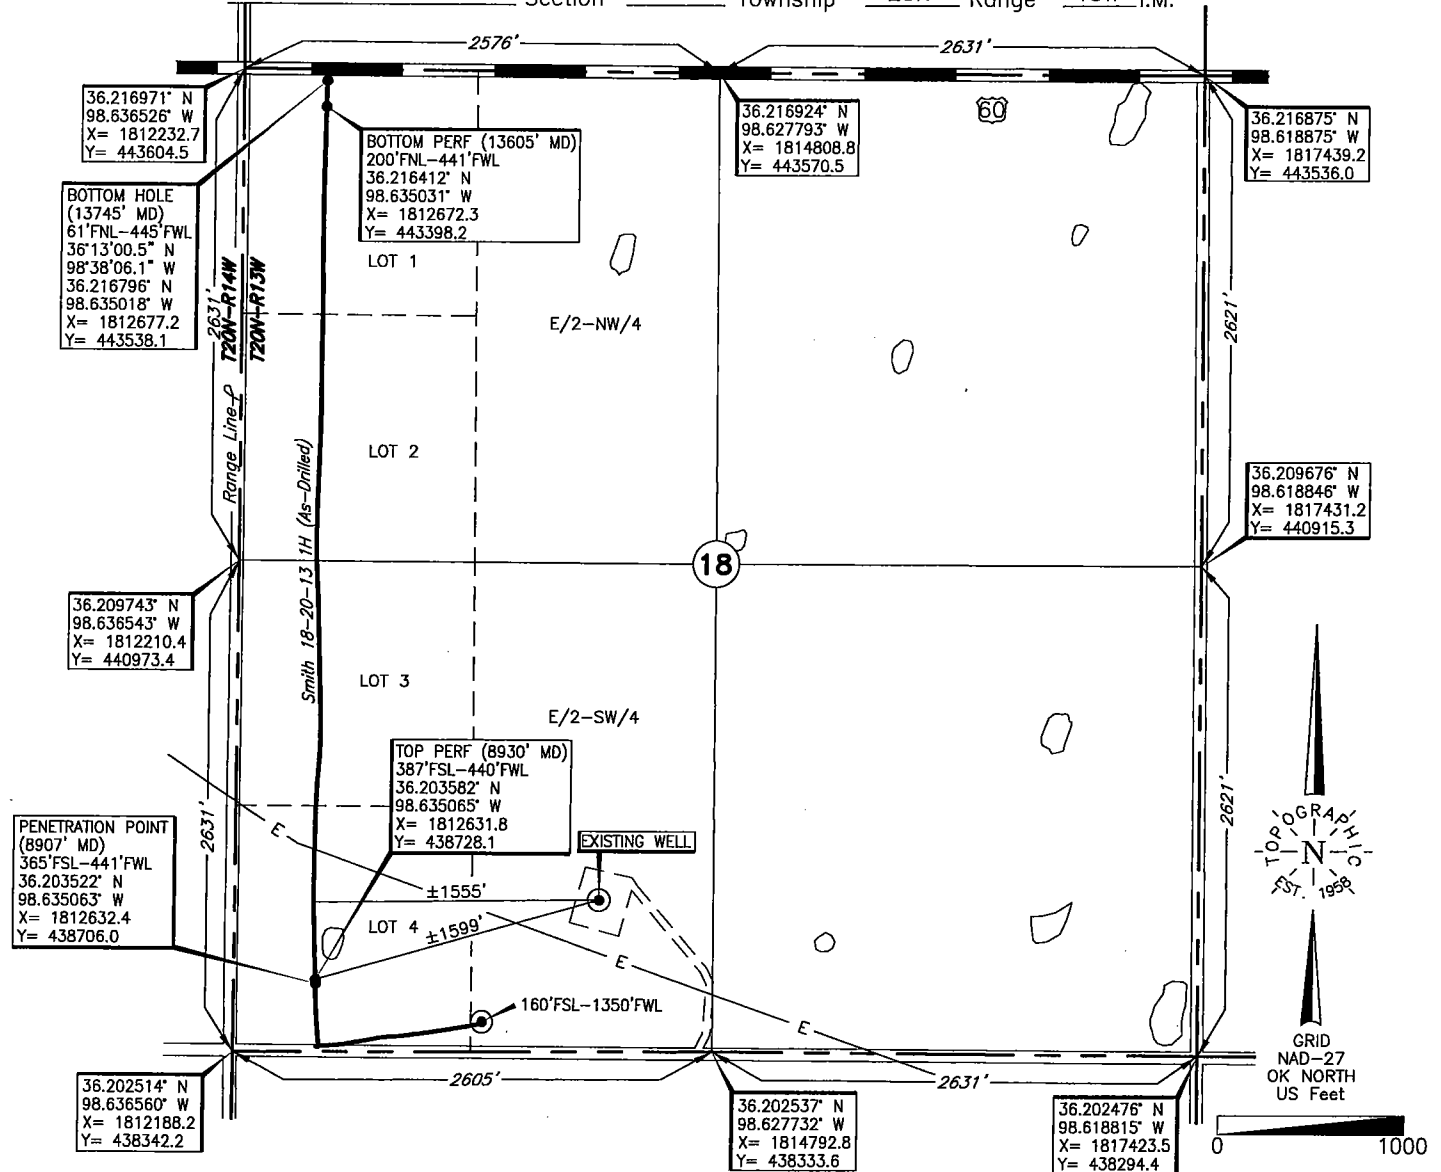 Section Township Range I.M.
2576'
2631'
36.216971° N
98.636526° W
X= 1812232.7
Y= 443604.5
36.216924° N
98.627793° W
X= 1814808.8
Y= 443570.5
60
36.216875° N
98.618875° W
X= 1817439.2
Y= 443536.0
BOTTOM PERF (13605' MD)
200'FNL-441'FWL
36.216412° N
98.635031° W
X= 1812672.3
Y= 443398.2
BOTTOM HOLE
(13745' MD)
61'FNL-445'FWL
36°13'00.5" N
98°38'06.1" W
36.216796° N
98.635018° W
X= 1812677.2
Y= 443538.1
2631'
T20N-R14W
T20N-R13W
LOT 1
E/2-NW/4
2621'
Range Line
Smith 18-20-13 1H (As-Drilled)
LOT 2
36.209676° N
98.618846° W
X= 1817431.2
Y= 440915.3
18
36.209743° N
98.636543° W
X= 1812210.4
Y= 440973.4
LOT 3
E/2-SW/4
TOP PERF (8930' MD)
387'FSL-440'FWL
36.203582° N
98.635065° W
X= 1812631.8
Y= 438728.1
2631'
2621'
PENETRATION POINT
(8907' MD)
365'FSL-441'FWL
36.203522° N
98.635063° W
X= 1812632.4
Y= 438706.0
E
EXISTING WELL
±1555'
LOT 4
±1599'
E
160'FSL-1350'FWL
E
TOPOGRAPHIC
N
EST. 1958
GRID
NAD-27
OK NORTH
US Feet
0 1000
2605'
2631'
36.202514° N
98.636560° W
X= 1812188.2
Y= 438342.2
36.202537° N
98.627732° W
X= 1814792.8
Y= 438333.6
36.202476° N
98.618815° W
X= 1817423.5
Y= 438294.4